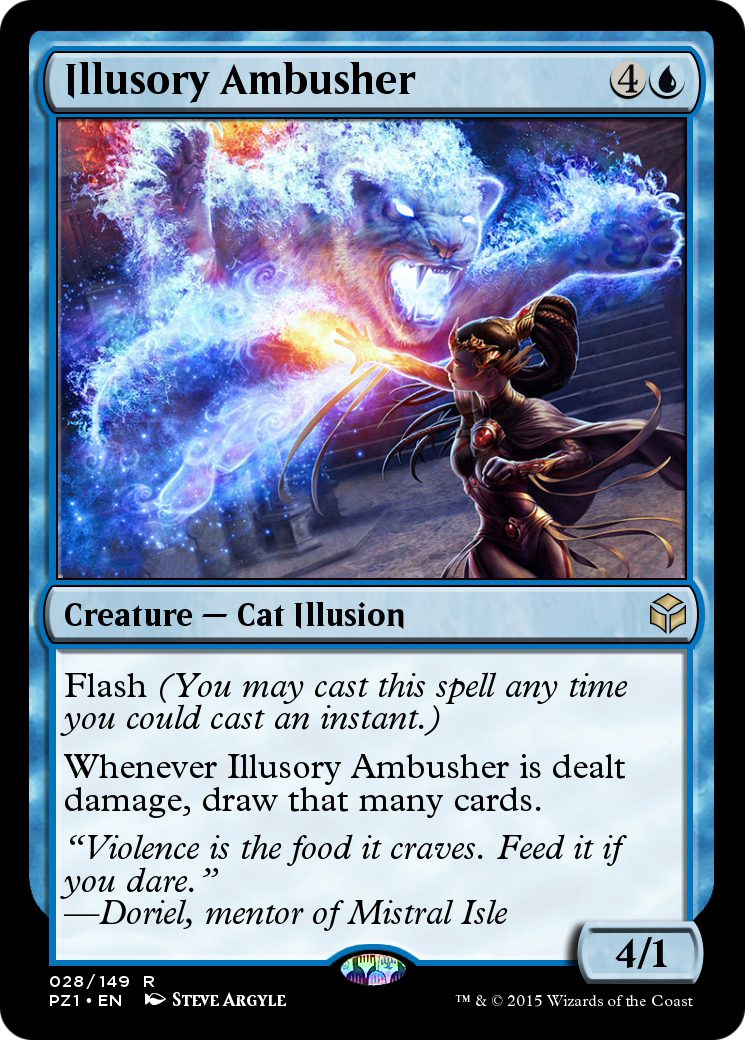 Illusory Ambusher 4
Creature — Cat Illusion
Flash (You may cast this spell any time
you could cast an instant.)
Whenever Illusory Ambusher is dealt
damage, draw that many cards.
“Violence is the food it craves. Feed it if
you dare.”
—Doriel, mentor of Mistral Isle
4/1
028/149 R
PZ1 • EN STEVE ARGYLE
™ & © 2015 Wizards of the Coast